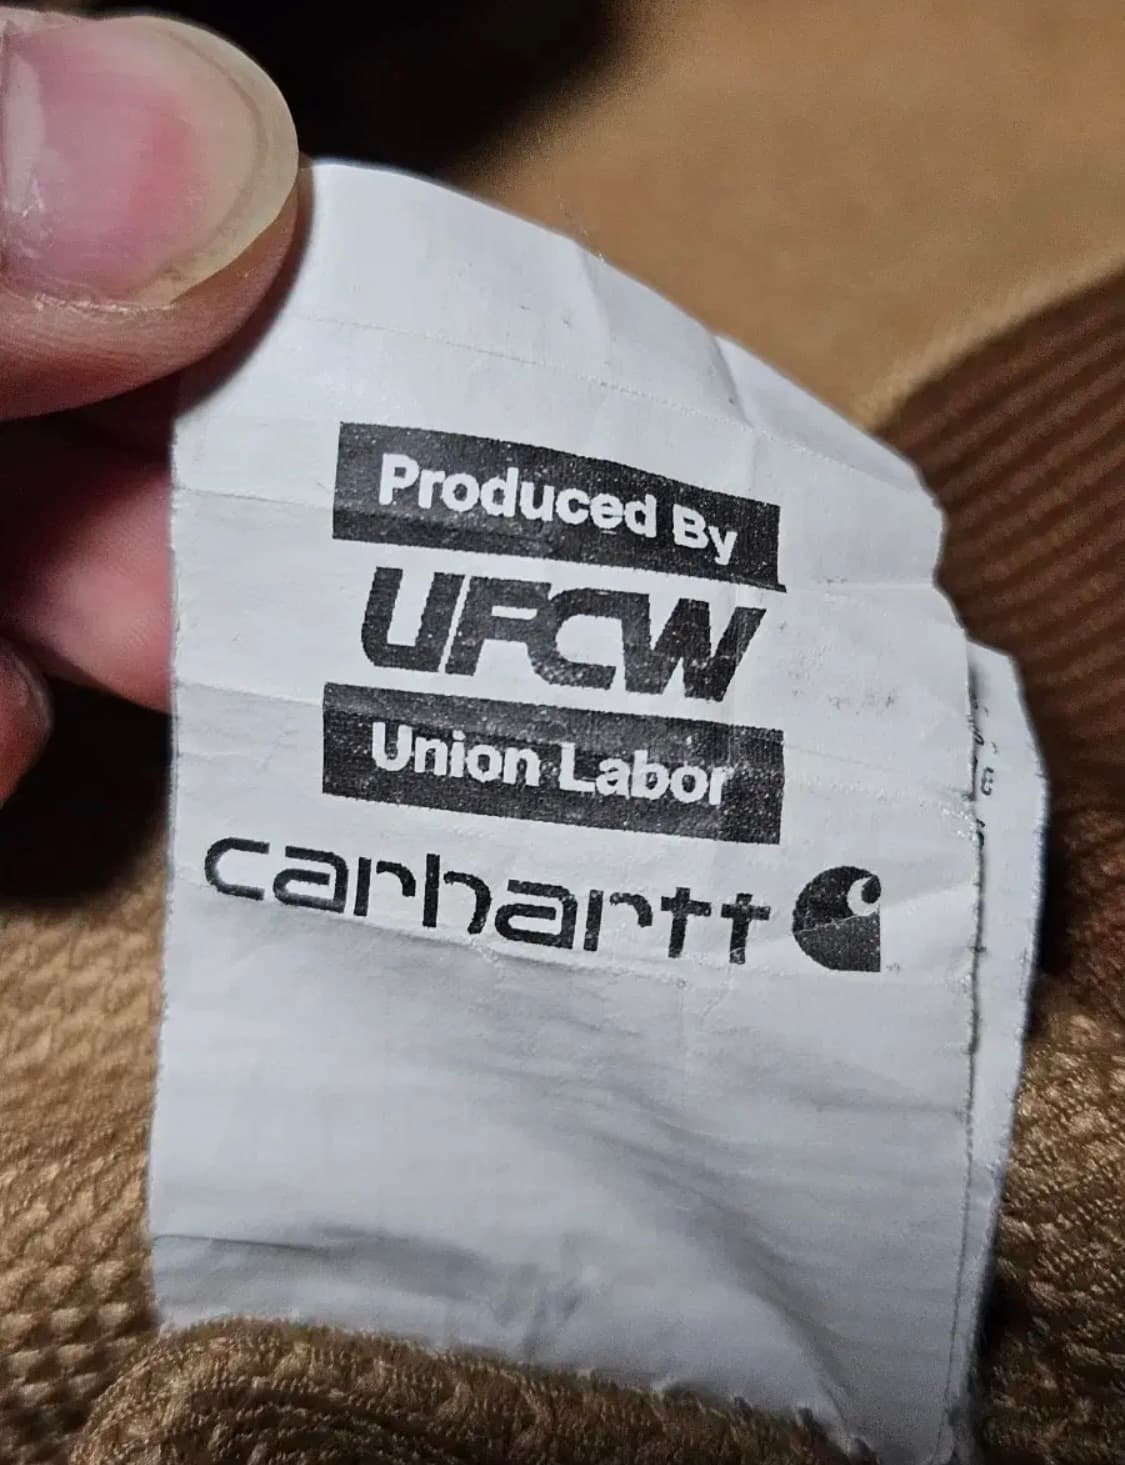 Produced By
UFCW
Union Labor
carhartt